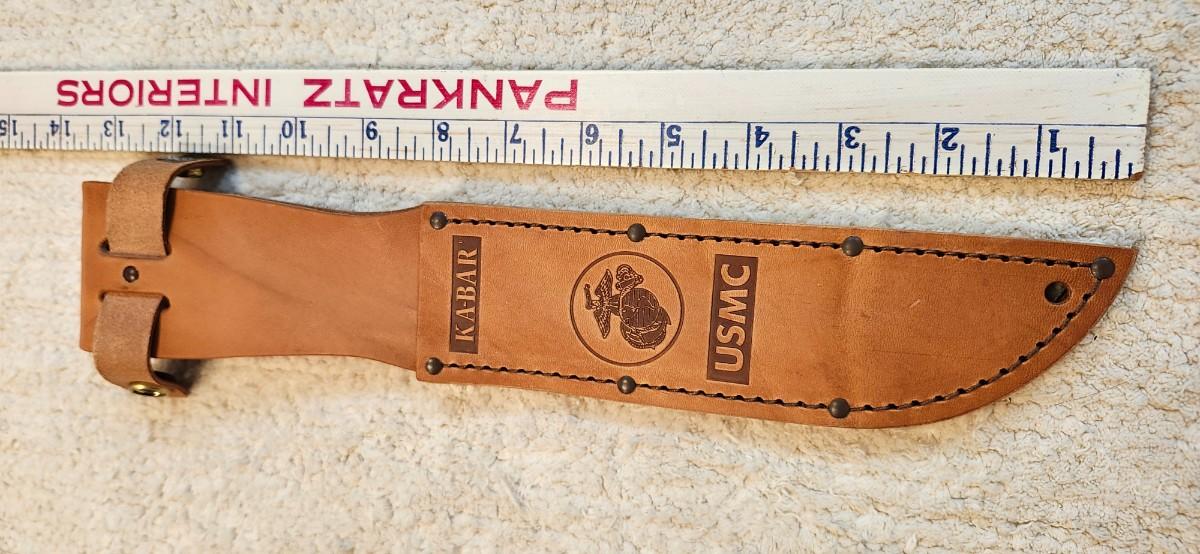 PANKRATZ INTERIORS
1 2 3 4 5 6 7 8 9 10 11 12 13 14 15
KA-BAR
USMC